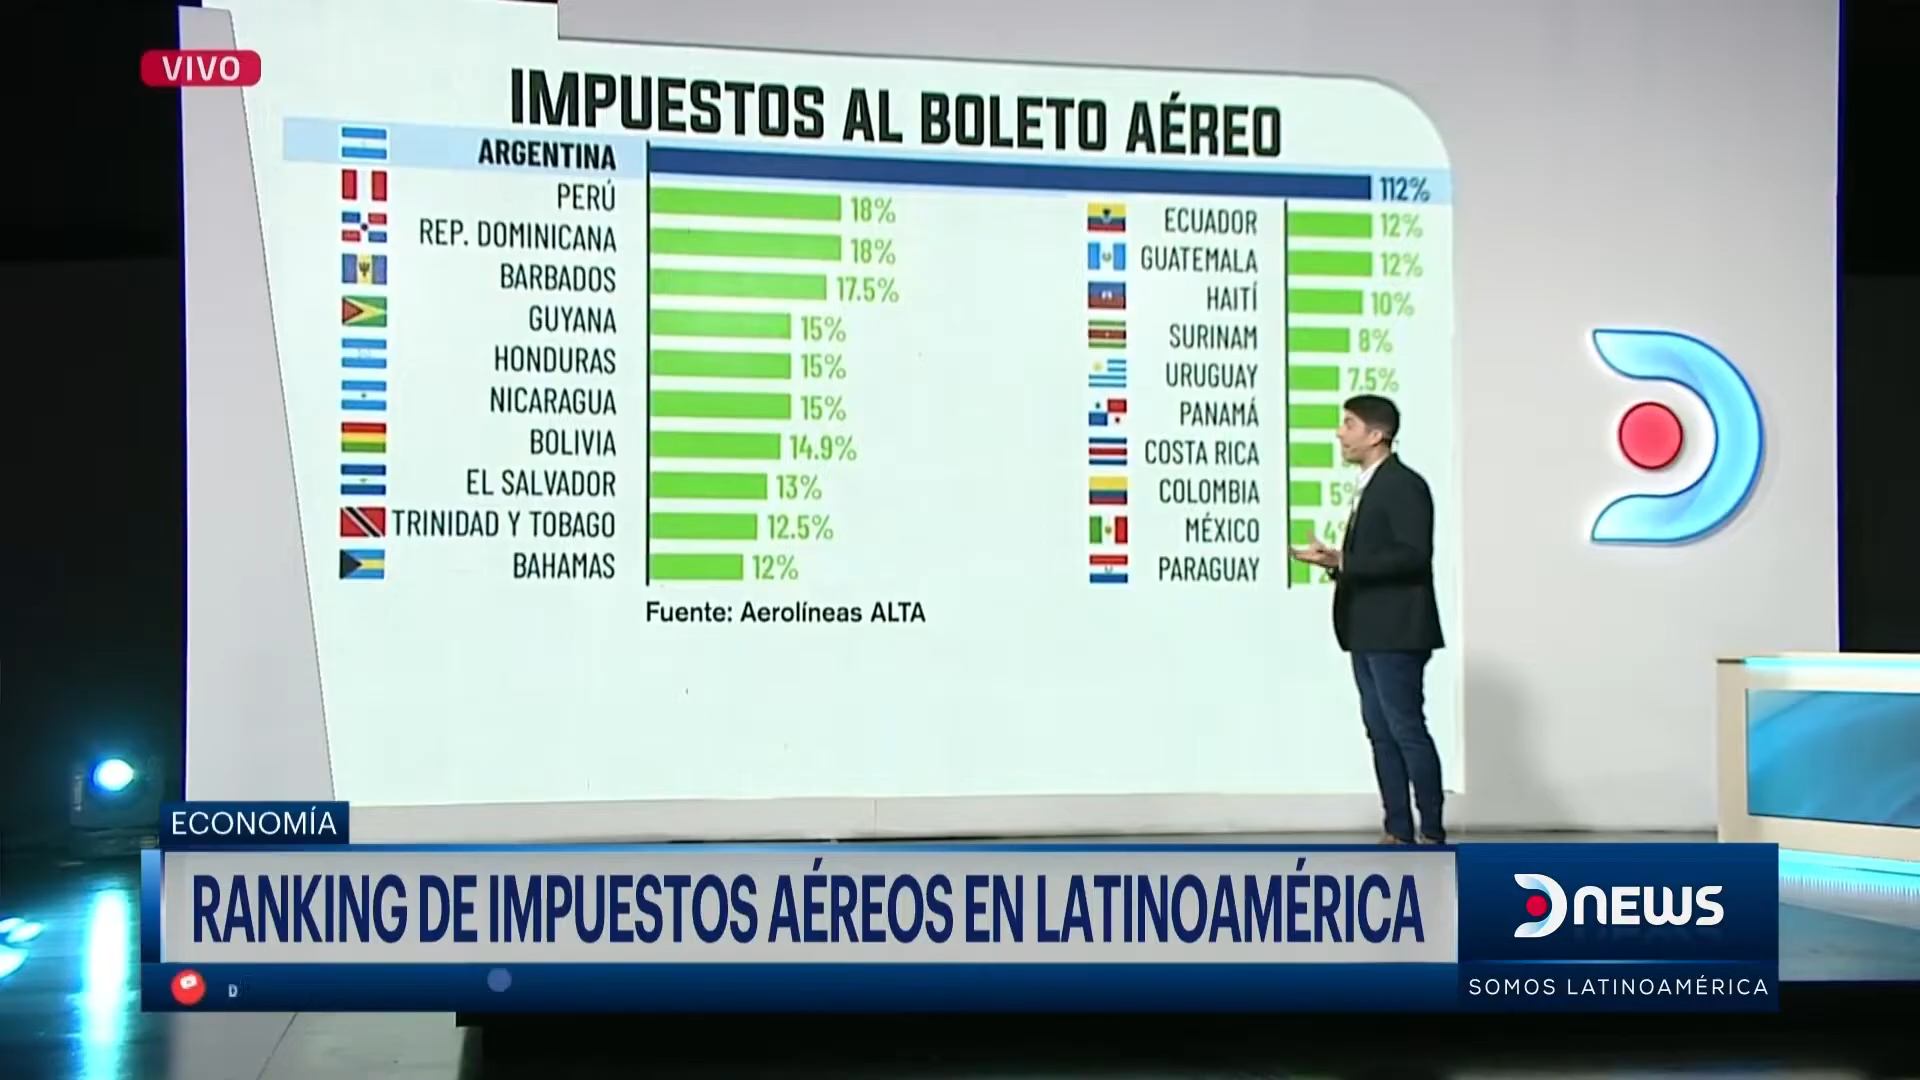 VIVO
IMPUESTOS AL BOLETO AÉREO
ARGENTINA 112%
PERÚ 18%
REP. DOMINICANA 18%
BARBADOS 17.5%
GUYANA 15%
HONDURAS 15%
NICARAGUA 15%
BOLIVIA 14.9%
EL SALVADOR 13%
TRINIDAD Y TOBAGO 12.5%
BAHAMAS 12%
ECUADOR 12%
GUATEMALA 12%
HAITÍ 10%
SURINAM 8%
URUGUAY 7.5%
PANAMÁ
COSTA RICA
COLOMBIA 5%
MÉXICO 4%
PARAGUAY
Fuente: Aerolíneas ALTA
ECONOMÍA
RANKING DE IMPUESTOS AÉREOS EN LATINOAMÉRICA
D NEWS
SOMOS LATINOAMÉRICA
D